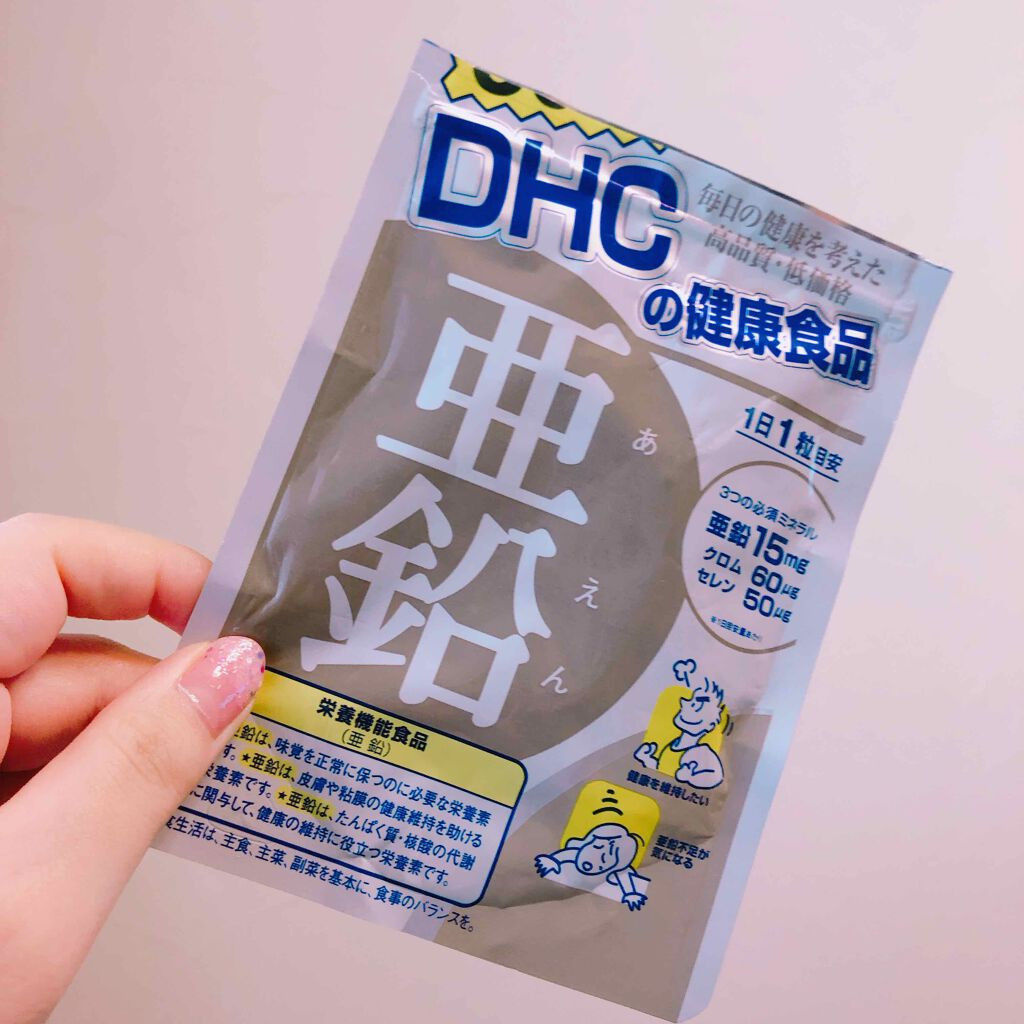 DHC
の健康食品
毎日の健康を考えた
高品質・低価格
亜鉛
あえん
1日1粒目安
3つの必須ミネラル
亜鉛 15mg
クロム 60μg
セレン 50μg
※1日目安量あたり
栄養機能食品
(亜鉛)
亜鉛は、味覚を正常に保つのに必要な栄養素
す。★亜鉛は、皮膚や粘膜の健康維持を助ける
栄養素です。★亜鉛は、たんぱく質・核酸の代謝
に関与して、健康の維持に役立つ栄養素です。
食生活は、主食、主菜、副菜を基本に、食事のバランスを。
健康を維持したい
亜鉛不足が
気になる